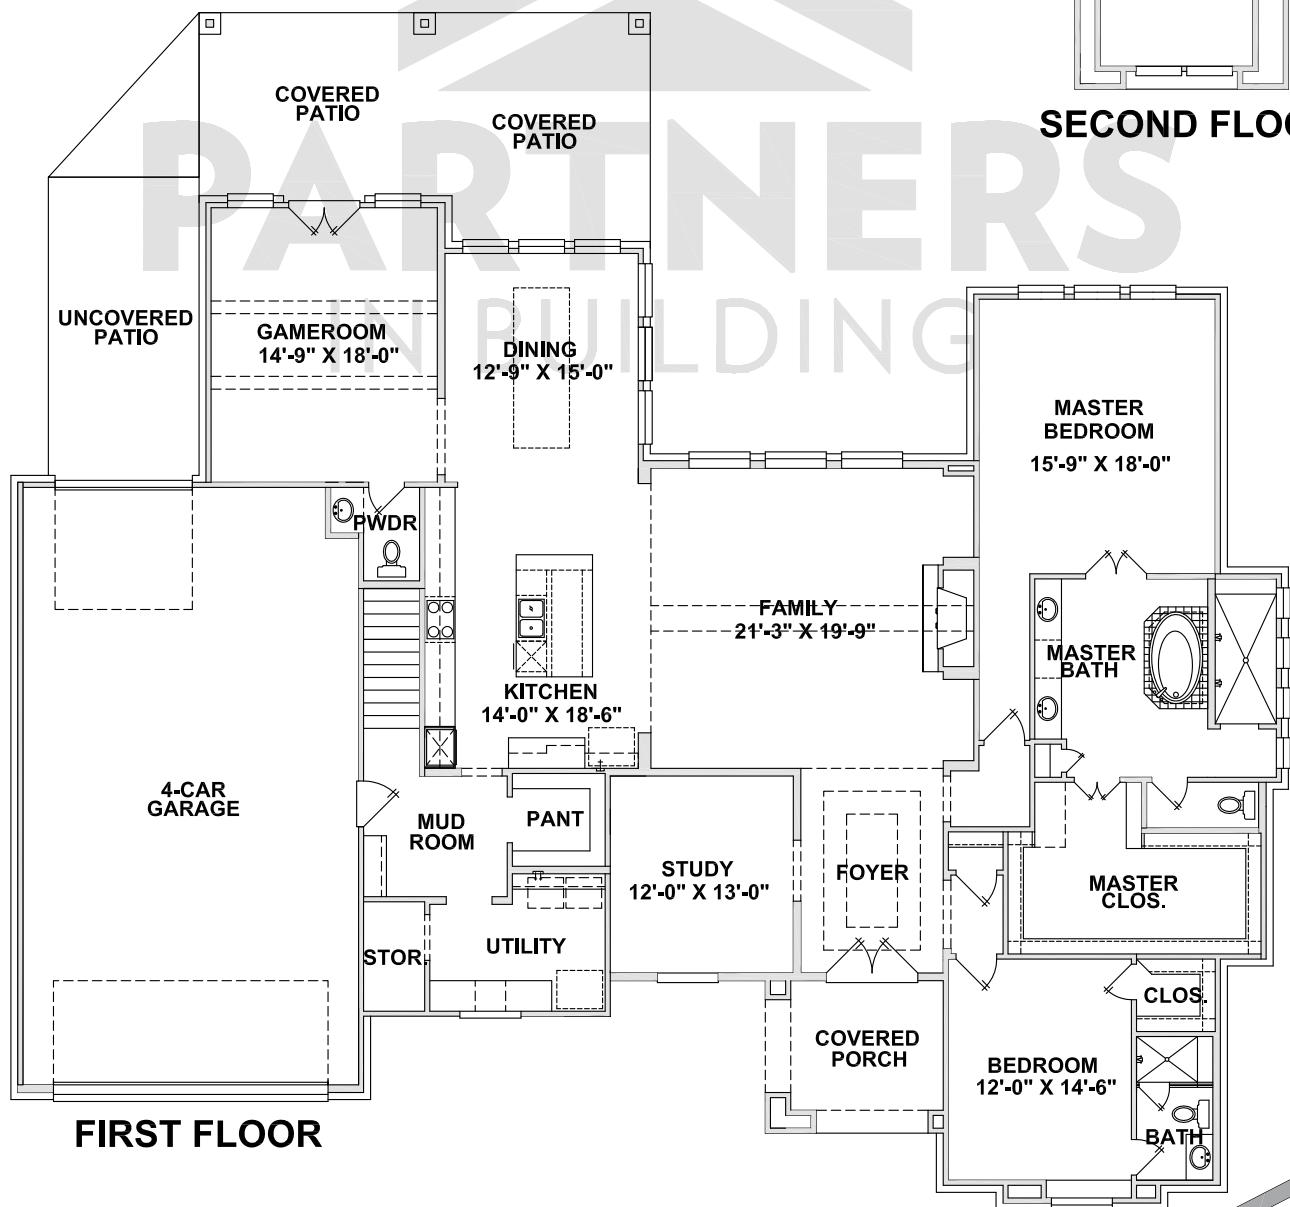 SECOND FLOO
COVERED
PATIO
COVERED
PATIO
PARTNERS
IN BUILDING
UNCOVERED
PATIO
GAMEROOM
14'-9" X 18'-0"
DINING
12'-9" X 15'-0"
MASTER
BEDROOM
15'-9" X 18'-0"
PWDR
FAMILY
21'-3" X 19'-9"
MASTER
BATH
KITCHEN
14'-0" X 18'-6"
4-CAR
GARAGE
MUD
ROOM
PANT
STUDY
12'-0" X 13'-0"
FOYER
MASTER
CLOS.
STOR.
UTILITY
CLOS.
COVERED
PORCH
BEDROOM
12'-0" X 14'-6"
BATH
FIRST FLOOR